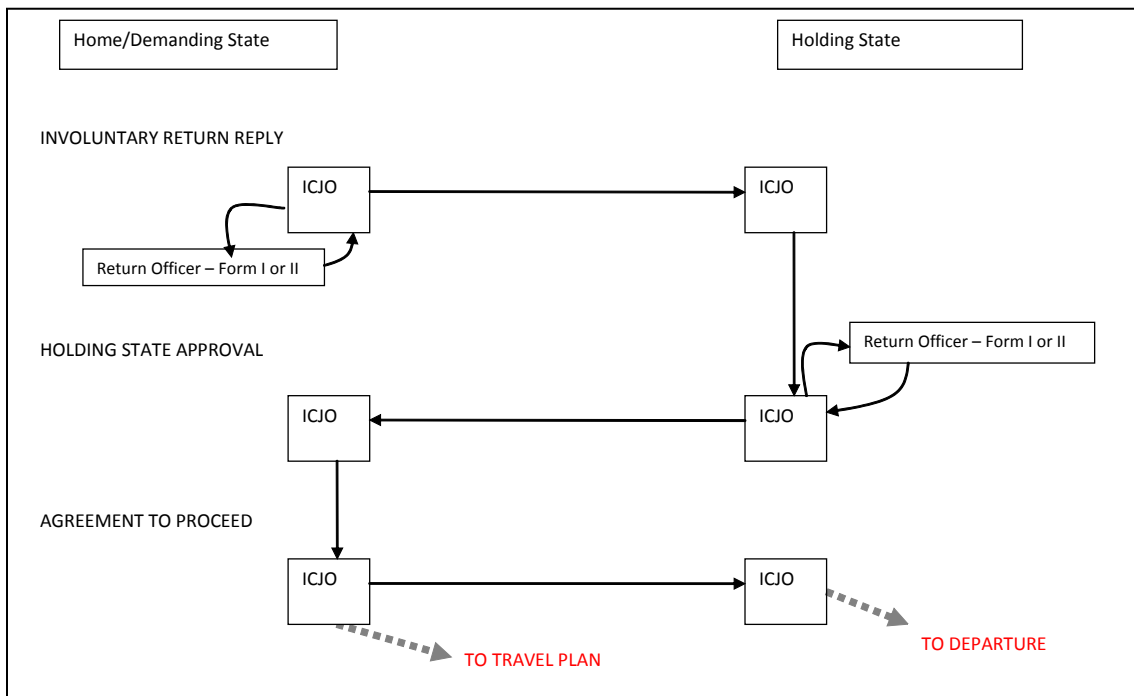 Home/Demanding State
Holding State
INVOLUNTARY RETURN REPLY
ICJO
ICJO
Return Officer – Form I or II
HOLDING STATE APPROVAL
Return Officer – Form I or II
ICJO
ICJO
AGREEMENT TO PROCEED
ICJO
ICJO
TO TRAVEL PLAN
TO DEPARTURE